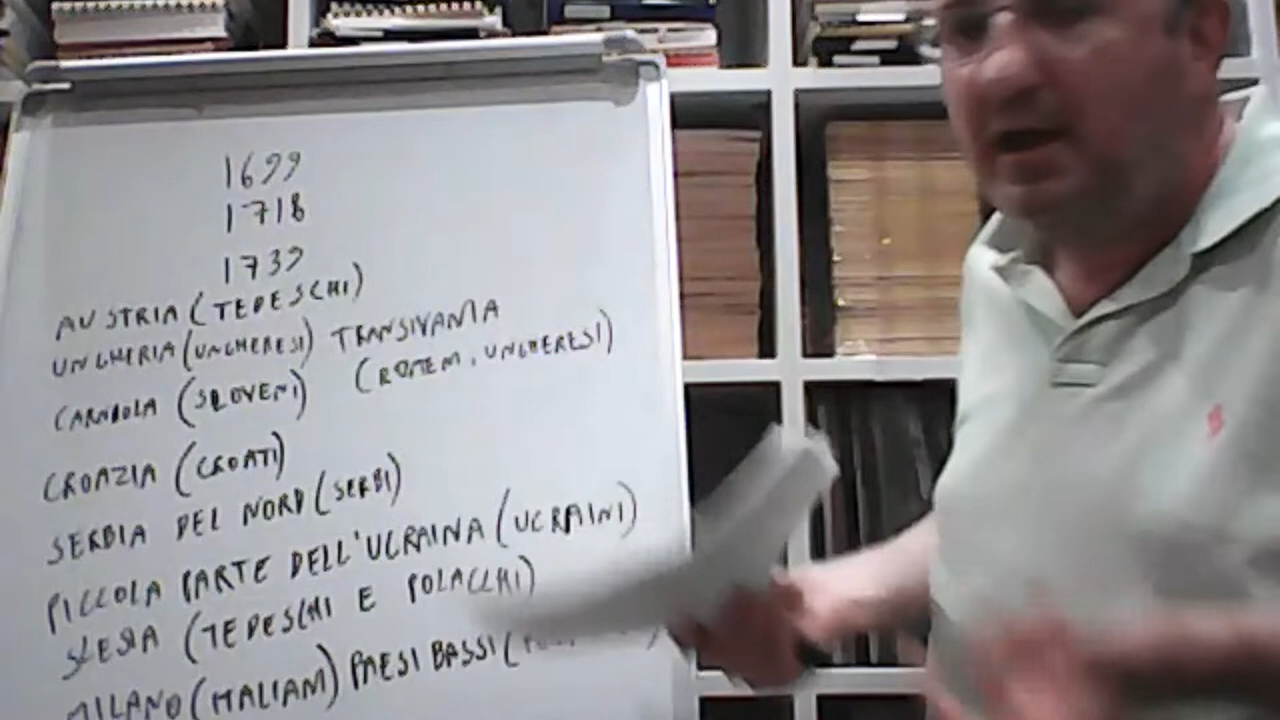 1699
1718
1739
AUSTRIA (TEDESCHI)
UNGHERIA (UNGHERESI) TRANSIVANIA
CARNIOLA (SLOVENI) (ROMENI, UNGHERESI)
CROAZIA (CROATI)
SERBIA DEL NORD (SERBI)
PICCOLA PARTE DELL'UCRAINA (UCRAINI)
SLESIA (TEDESCHI E POLACCHI)
MILANO (ITALIANI) PAESI BASSI (